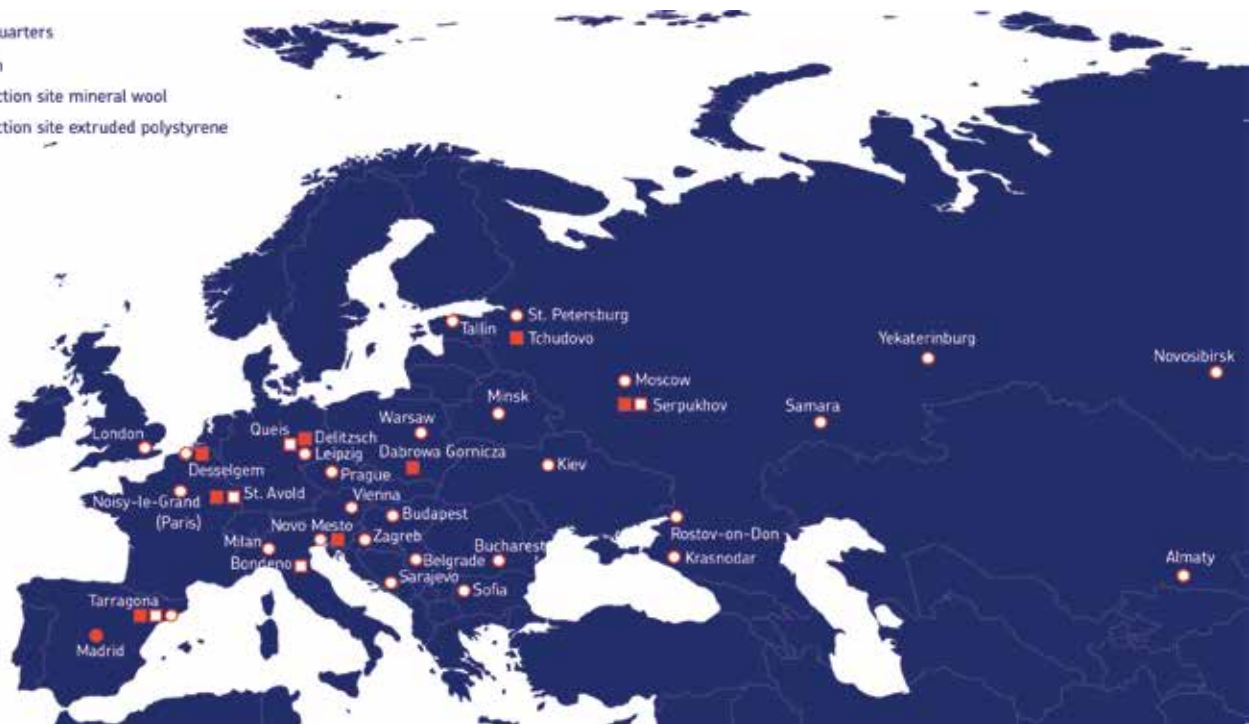 uarters
n
ction site mineral wool
ction site extruded polystyrene
St. Petersburg
Tallin
Tchudovo
Yekaterinburg
Novosibirsk
Moscow
Minsk
Serpukhov
Samara
Warsaw
London
Queis
Delitzsch
Leipzig
Dabrowa Gornicza
Kiev
Desselgem
Prague
Noisy-le-Grand
(Paris)
St. Avold
Vienna
Budapest
Novo Mesto
Zagreb
Rostov-on-Don
Milan
Bucharest
Krasnodar
Almaty
Bondeno
Belgrade
Sarajevo
Sofia
Tarragona
Madrid